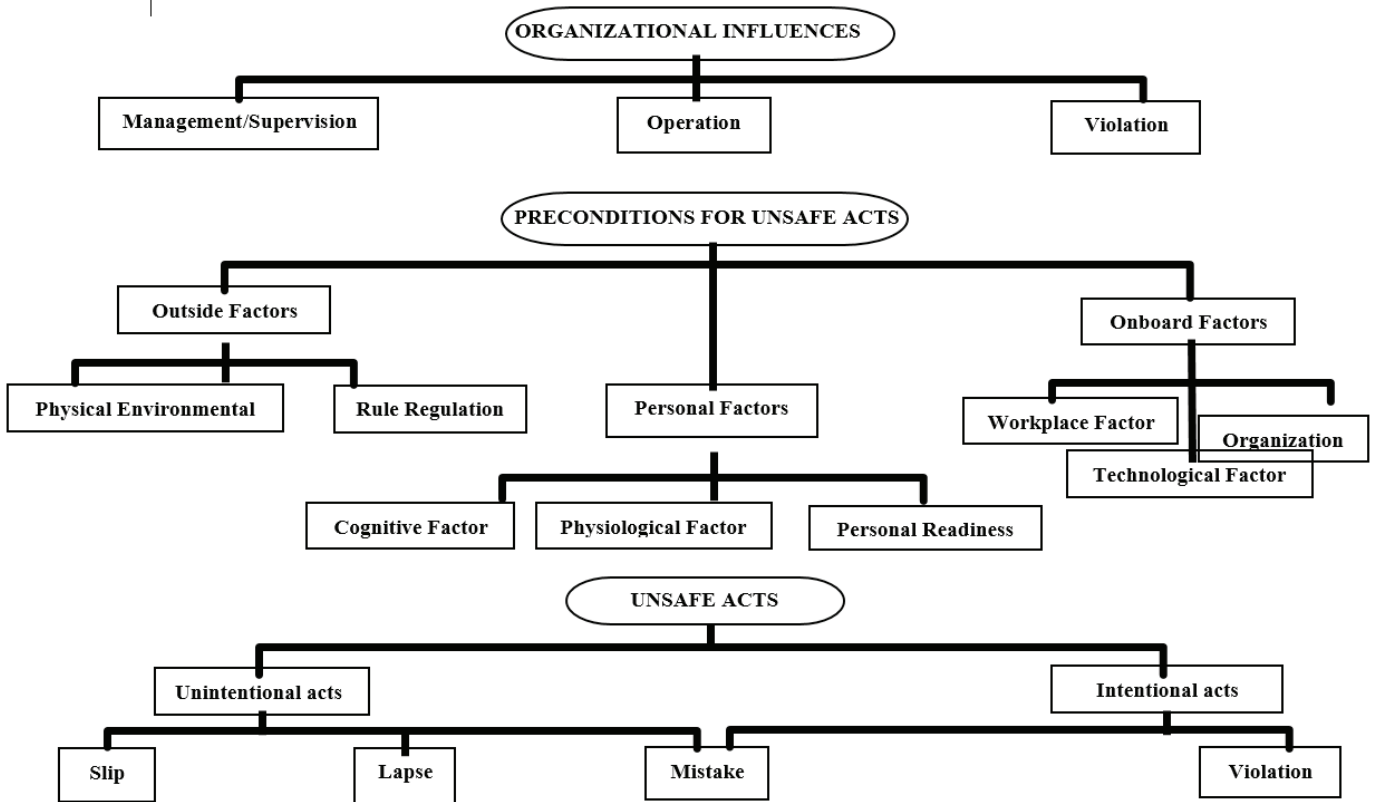 ORGANIZATIONAL INFLUENCES
Management/Supervision
Operation
Violation
PRECONDITIONS FOR UNSAFE ACTS
Outside Factors
Onboard Factors
Physical Environmental
Rule Regulation
Personal Factors
Workplace Factor
Organization
Technological Factor
Cognitive Factor
Physiological Factor
Personal Readiness
UNSAFE ACTS
Unintentional acts
Intentional acts
Slip
Lapse
Mistake
Violation